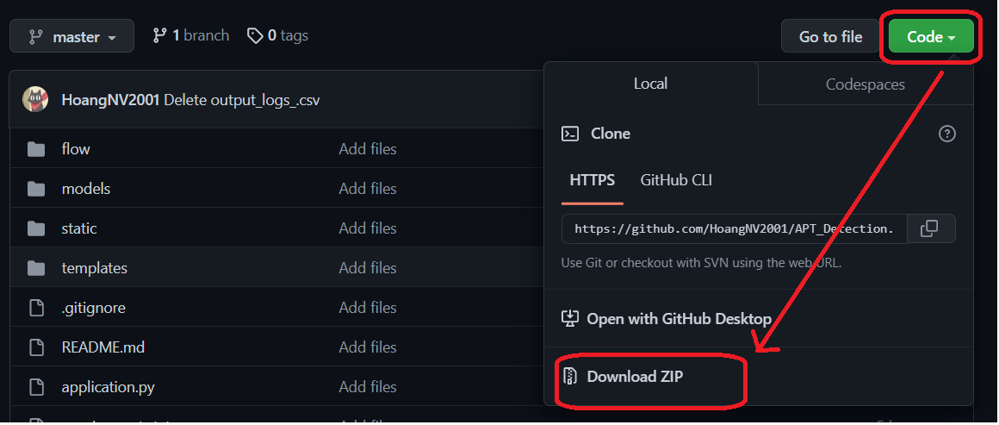 master 1 branch 0 tags Go to file Code
Local Codespaces
HoangNV2001 Delete output_logs_.csv
Clone
flow Add files
HTTPS GitHub CLI
models Add files
https://github.com/HoangNV2001/APT_Detection.
static Add files
Use Git or checkout with SVN using the web URL.
templates Add files
.gitignore Add files
Open with GitHub Desktop
README.md Add files
Download ZIP
application.py Add files